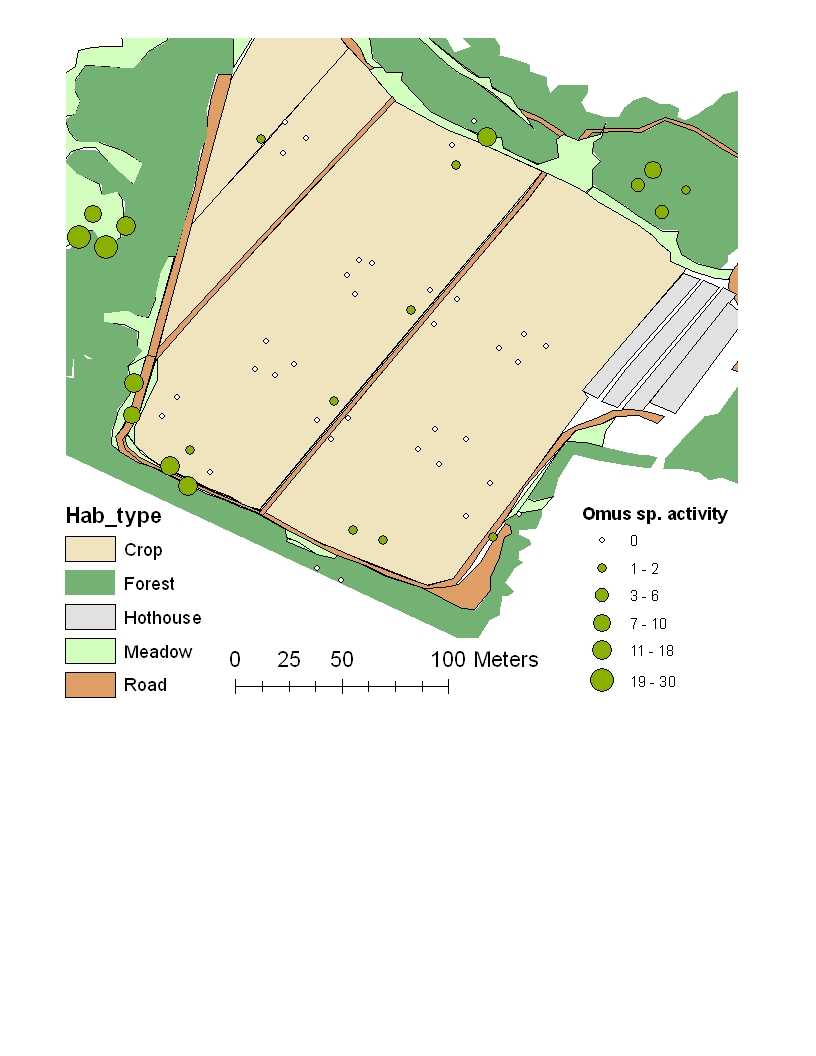 Hab_type
Crop
Forest
Hothouse
Meadow
Road
0 25 50 100 Meters
Omus sp. activity
0
1 - 2
3 - 6
7 - 10
11 - 18
19 - 30